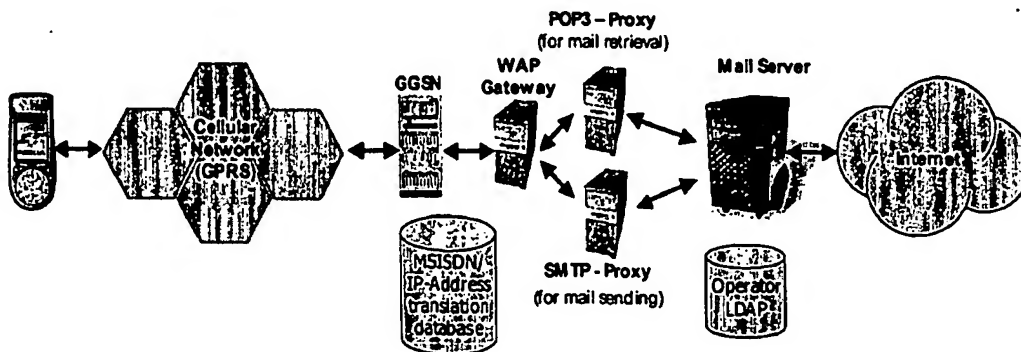 POP3 - Proxy
(for mail retrieval)
WAP
Gateway
Mail Server
GGSN
Cellular
Network
(GPRS)
Internet
MSISDN/
IP-Address
translation
database
SMTP - Proxy
(for mail sending)
Operator
LDAP